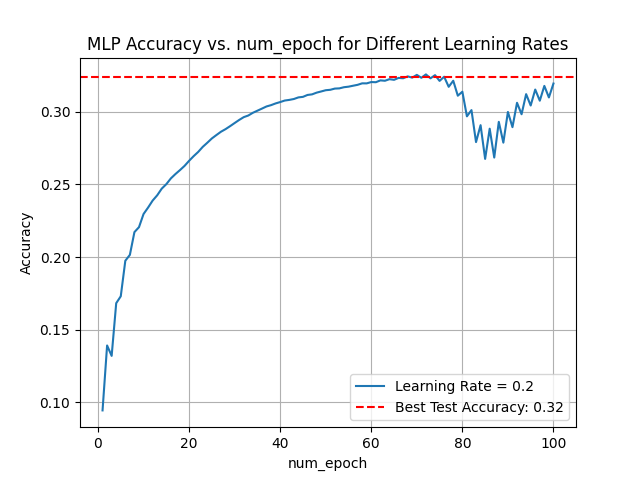 MLP Accuracy vs. num_epoch for Different Learning Rates
0.30
0.25
0.20
0.15
0.10
Accuracy
Learning Rate = 0.2
Best Test Accuracy: 0.32
0 20 40 60 80 100
num_epoch